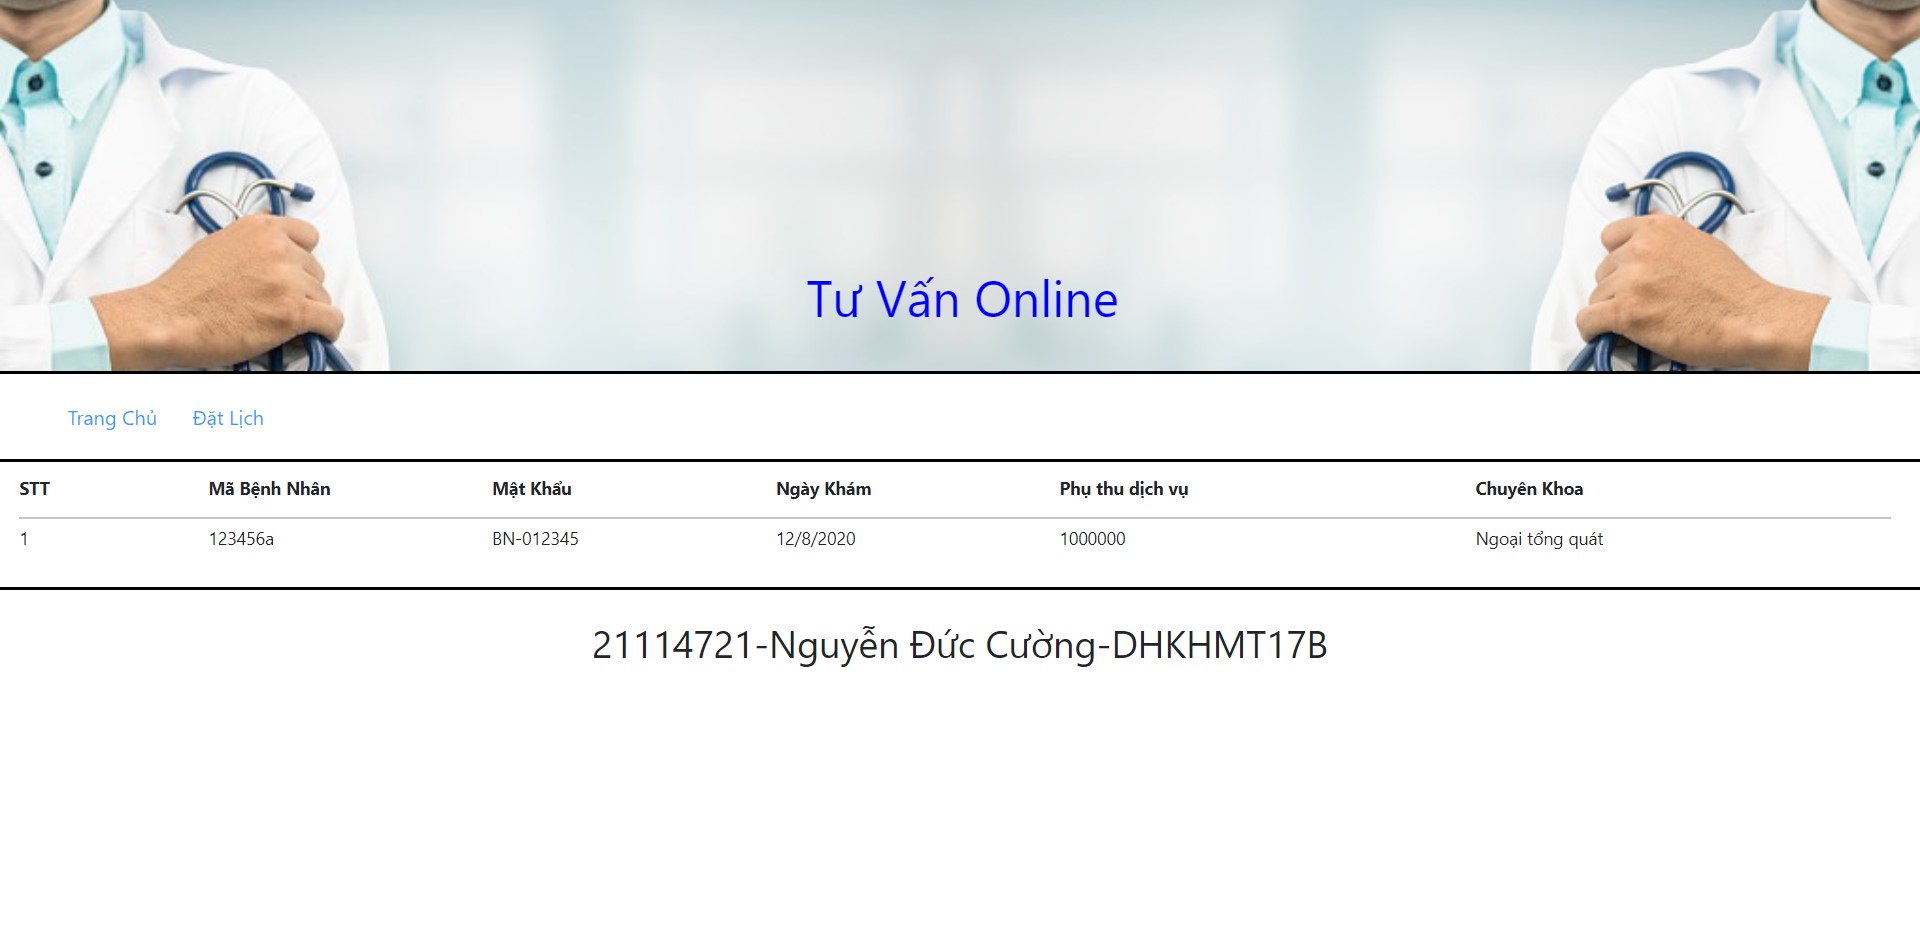 Tư Vấn Online
Trang Chủ Đặt Lịch
STT Mã Bệnh Nhân Mật Khẩu Ngày Khám Phụ thu dịch vụ Chuyên Khoa
1 123456a BN-012345 12/8/2020 1000000 Ngoại tổng quát
21114721-Nguyễn Đức Cường-DHKHMT17B